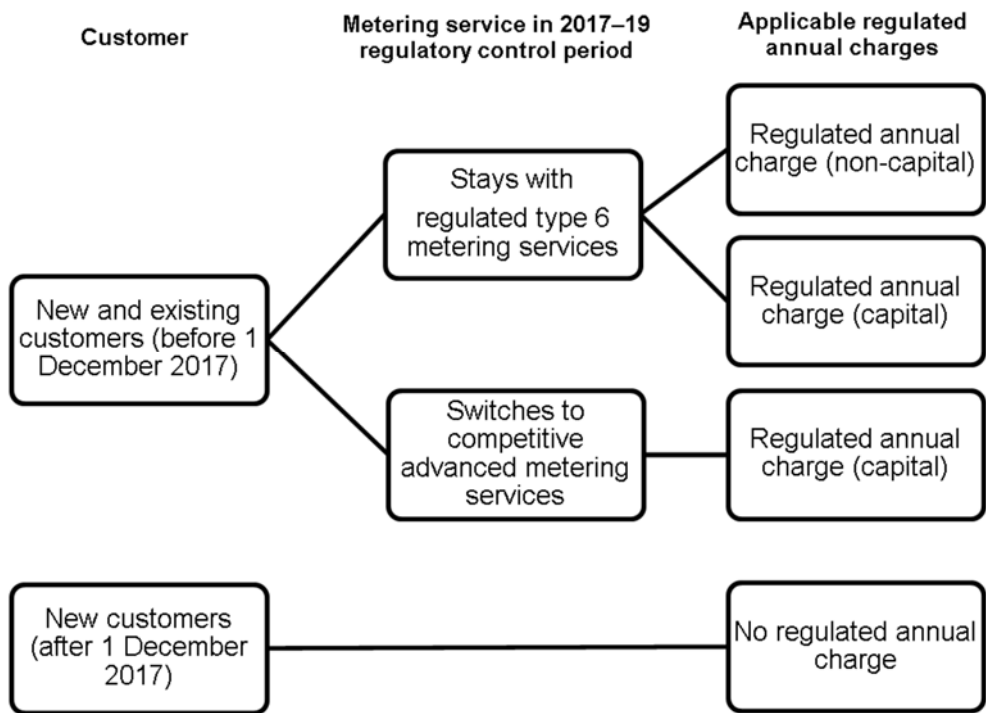 Customer
Metering service in 2017–19
regulatory control period
Applicable regulated
annual charges
New and existing
customers (before 1
December 2017)
Stays with
regulated type 6
metering services
Regulated annual
charge (non-capital)
Regulated annual
charge (capital)
Switches to
competitive
advanced metering
services
Regulated annual
charge (capital)
New customers
(after 1 December
2017)
No regulated annual
charge